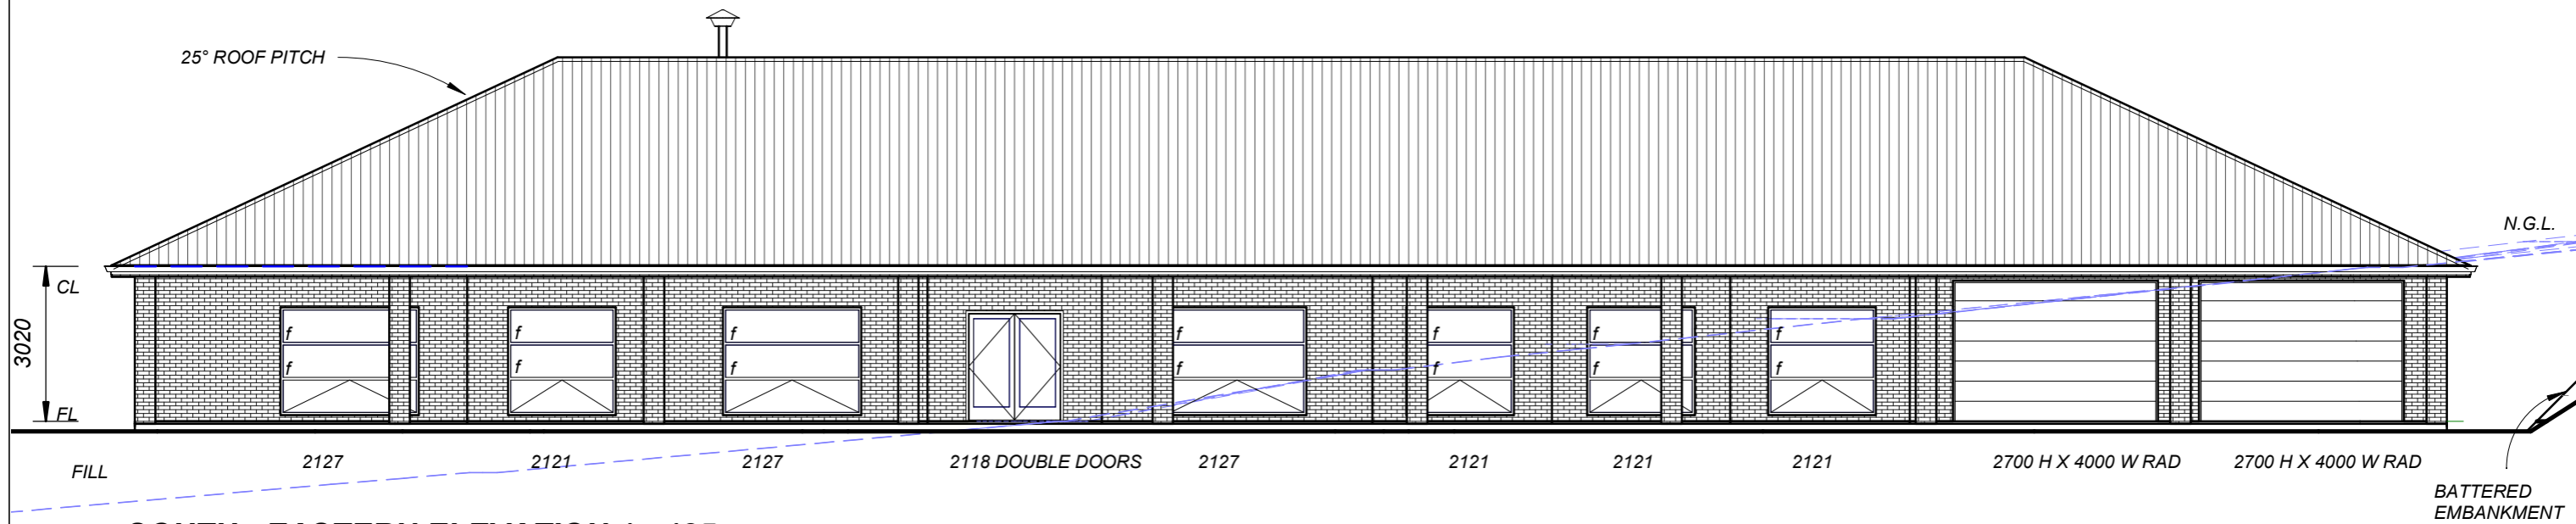 25° ROOF PITCH
N.G.L.
CL
3020
FL
f
f
f
f
f
f
f
f
f
f
f
f
f
f
FILL
2127
2121
2127
2118 DOUBLE DOORS
2127
2121
2121
2121
2700 H X 4000 W RAD
2700 H X 4000 W RAD
BATTERED
EMBANKMENT